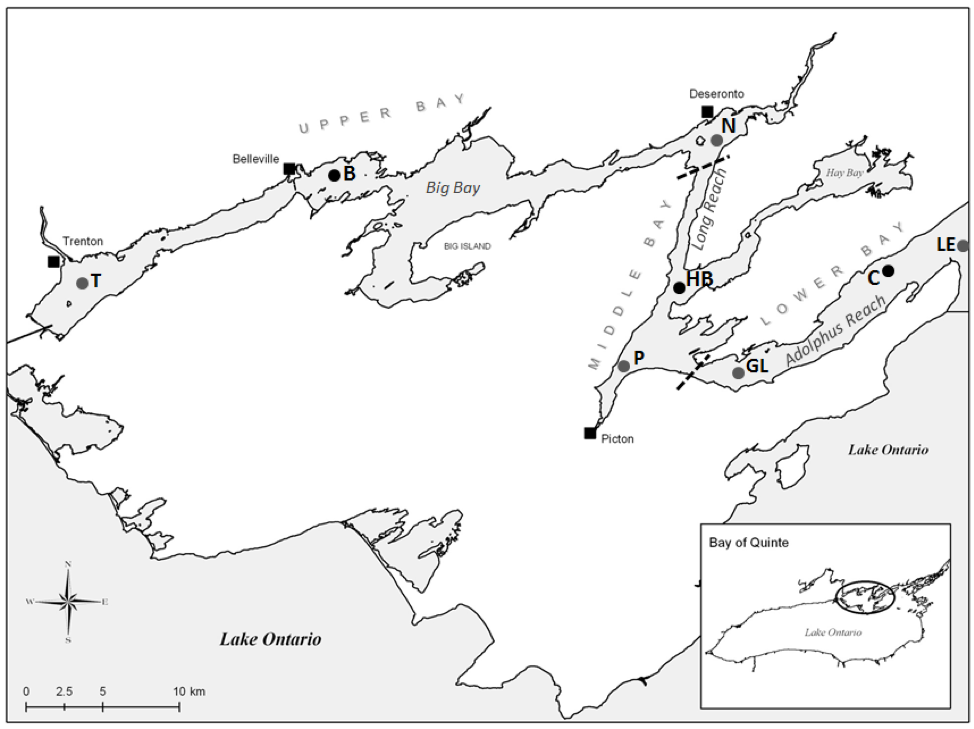 Deseronto
N
UPPER BAY
Belleville
B
Big Bay
Hay Bay
Long Reach
BIG ISLAND
Trenton
T
MIDDLE BAY
HB
LOWER BAY
LE
C
Adolphus Reach
P
GL
Picton
Lake Ontario
Bay of Quinte
Lake Ontario
N
W E
S
Lake Ontario
0 2.5 5 10 km